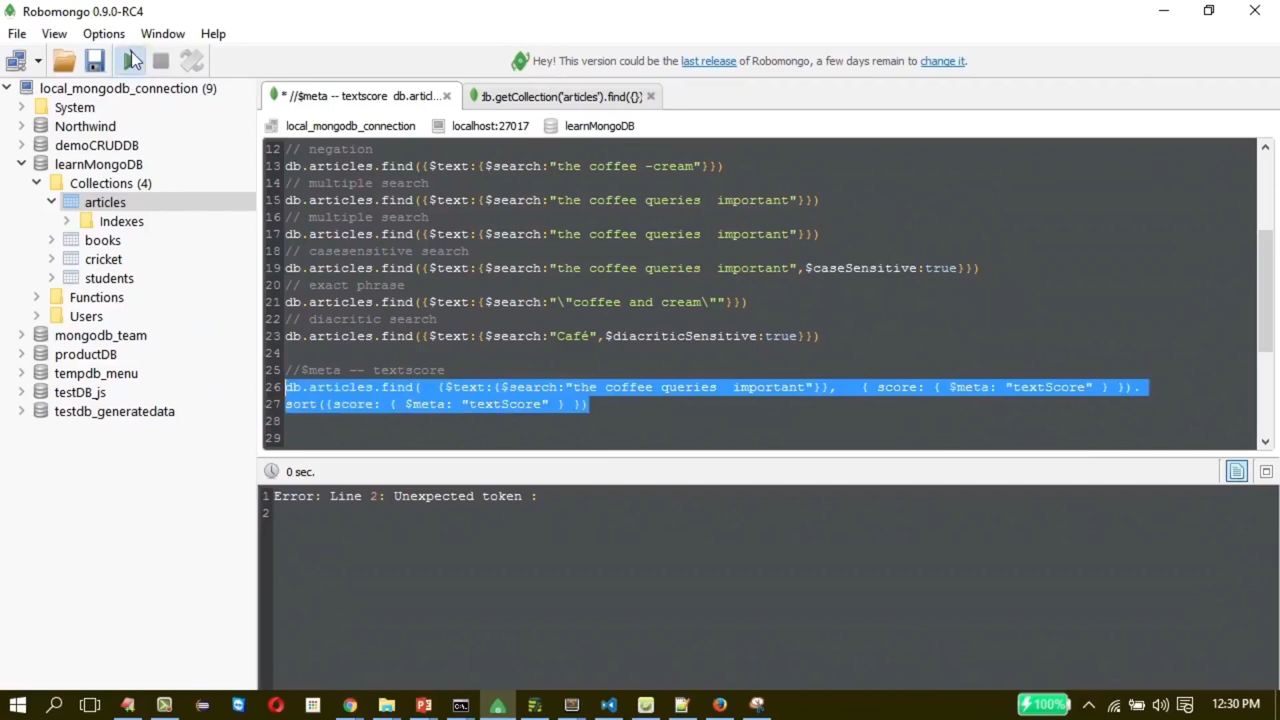 Robomongo 0.9.0-RC4
File View Options Window Help
Hey! This version could be the last release of Robomongo, a few days remain to change it.
local_mongodb_connection (9)
System
Northwind
demoCRUDDB
learnMongoDB
Collections (4)
articles
Indexes
books
cricket
students
Functions
Users
mongodb_team
productDB
tempdb_menu
testDB_js
testdb_generatedata
* //$meta -- textscore db.articl...
db.getCollection('articles').find({})
local_mongodb_connection localhost:27017 learnMongoDB
12 // negation
13 db.articles.find({$text:{$search:"the coffee -cream"}})
14 // multiple search
15 db.articles.find({$text:{$search:"the coffee queries  important"}})
16 // multiple search
17 db.articles.find({$text:{$search:"the coffee queries  important"}})
18 // casesensitive search
19 db.articles.find({$text:{$search:"the coffee queries  important",$caseSensitive:true}})
20 // exact phrase
21 db.articles.find({$text:{$search:"\"coffee and cream\""}})
22 // diacritic search
23 db.articles.find({$text:{$search:"Café",$diacriticSensitive:true}})
24
25 //$meta -- textscore
26 db.articles.find(  {$text:{$search:"the coffee queries  important"}},   { score: { $meta: "textScore" } }).
27 sort({score: { $meta: "textScore" } })
28
29
0 sec.
1 Error: Line 2: Unexpected token :
2
100%
12:30 PM